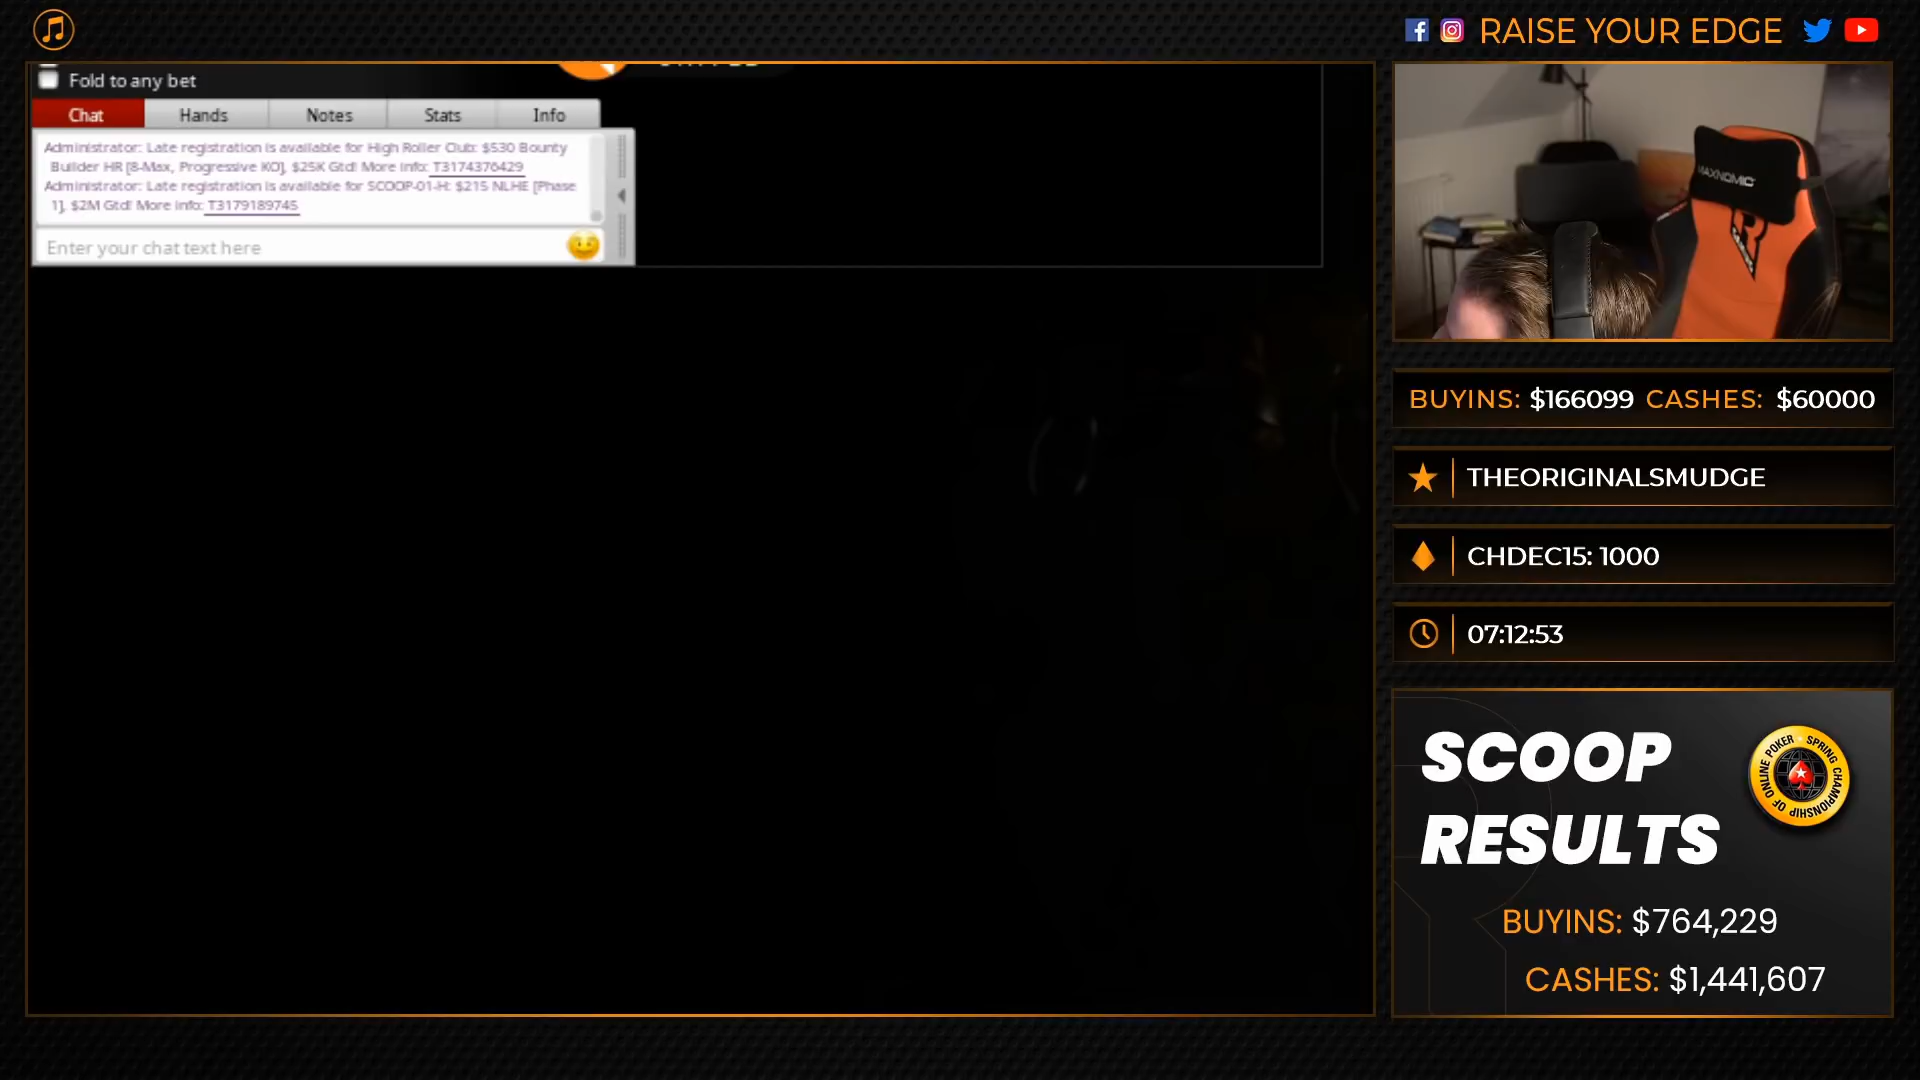 RAISE YOUR EDGE
Fold to any bet
Chat Hands Notes Stats Info
Administrator: Late registration is available for High Roller Club: $530 Bounty
Builder HR [8-Max, Progressive KO], $25K Gtd! More info: T3174376429
Administrator: Late registration is available for SCOOP-01-H: $215 NLHE [Phase
1], $2M Gtd! More info: T3179189745
Enter your chat text here
MAXNOMIC
BUYINS: $166099 CASHES: $60000
THEORIGINALSMUDGE
CHDEC15: 1000
07:12:53
SCOOP
RESULTS
SPRING CHAMPIONSHIP OF ONLINE POKER
BUYINS: $764,229
CASHES: $1,441,607